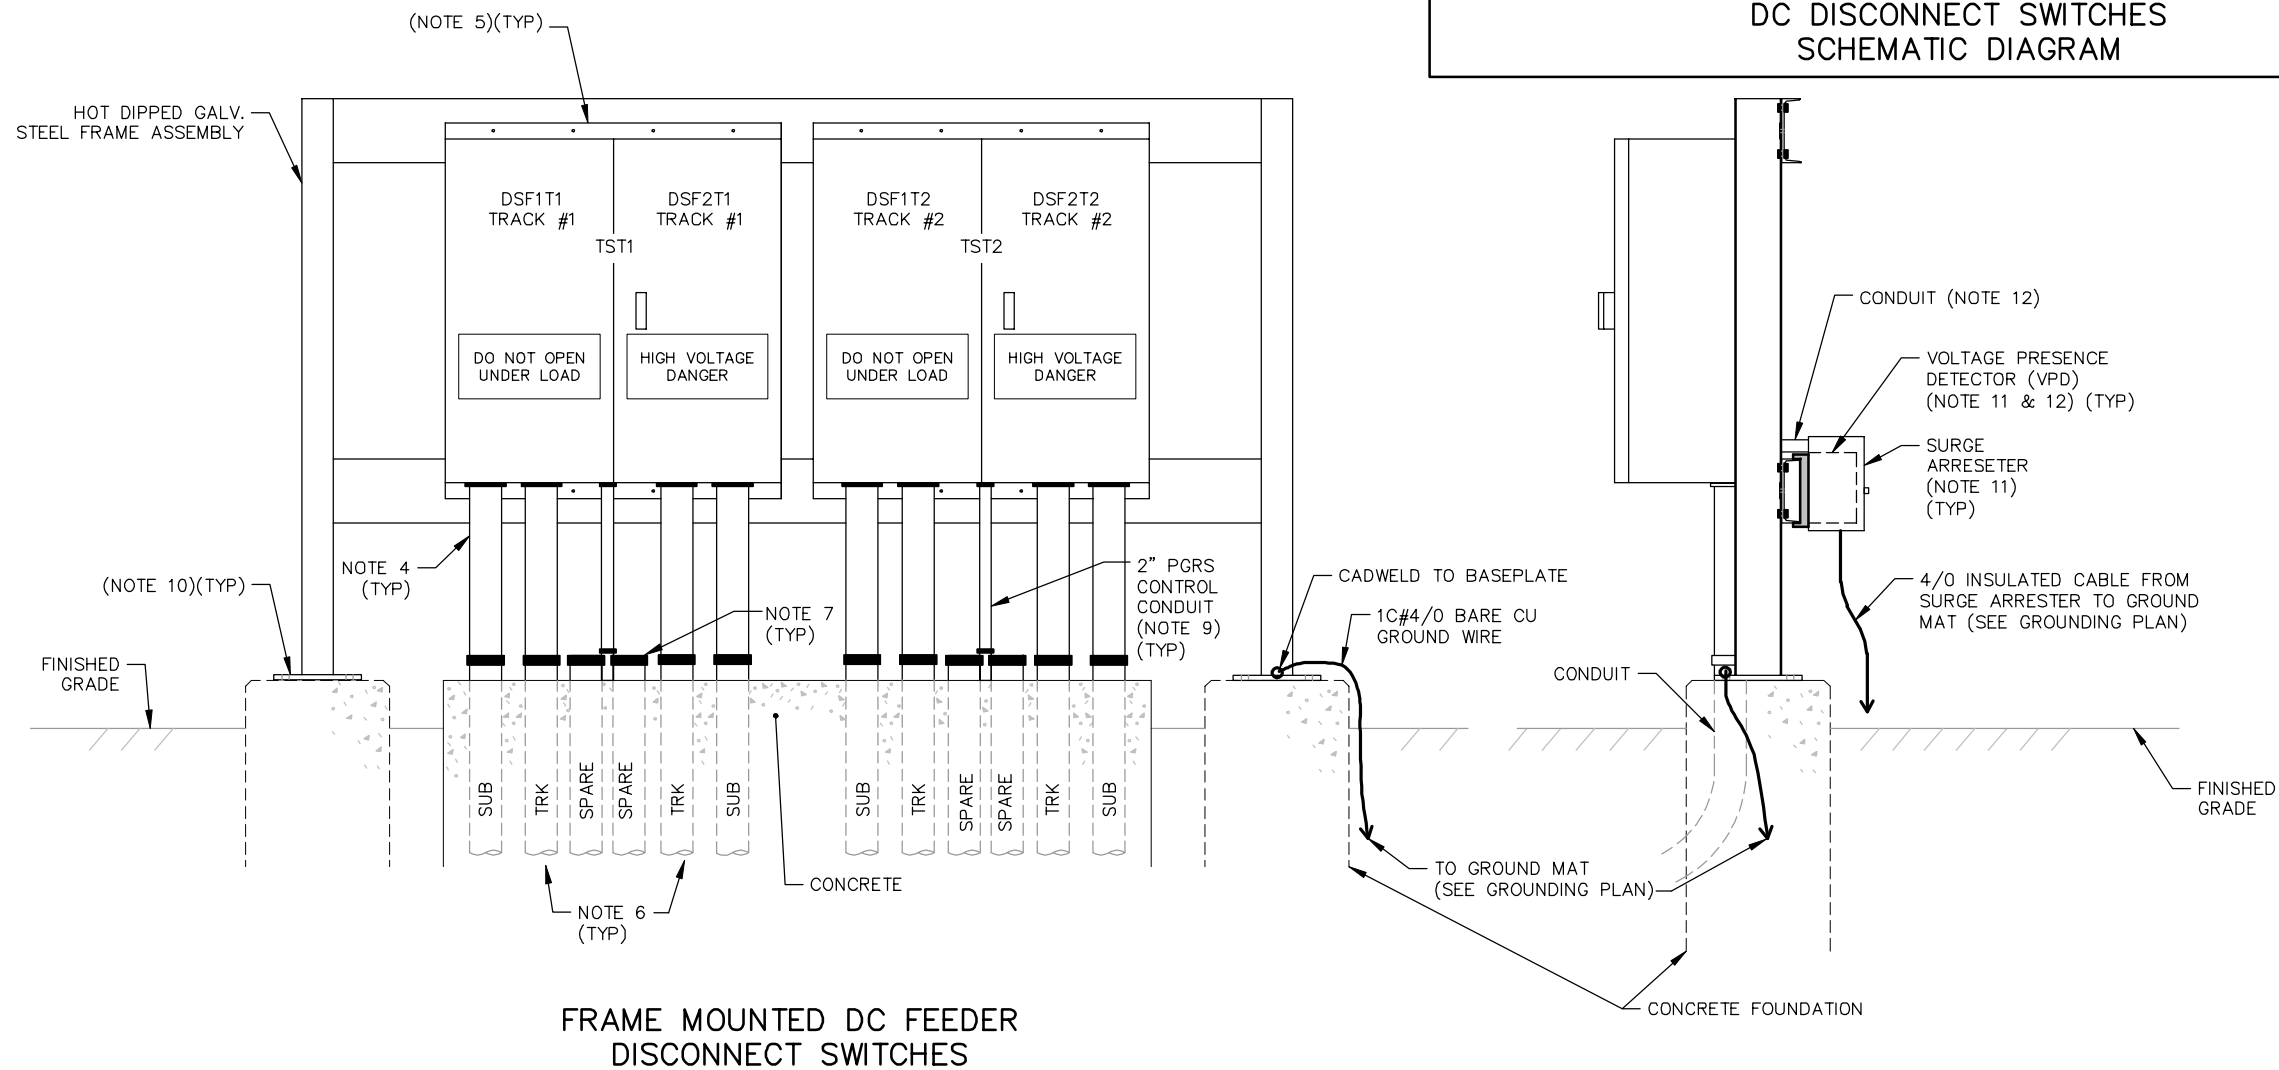 DC DISCONNECT SWITCHES
SCHEMATIC DIAGRAM
(NOTE 5)(TYP)
HOT DIPPED GALV.
STEEL FRAME ASSEMBLY
DSF1T1
TRACK #1
DSF2T1
TRACK #1
TST1
DO NOT OPEN
UNDER LOAD
HIGH VOLTAGE
DANGER
DSF1T2
TRACK #2
DSF2T2
TRACK #2
TST2
DO NOT OPEN
UNDER LOAD
HIGH VOLTAGE
DANGER
NOTE 4
(TYP)
(NOTE 10)(TYP)
FINISHED
GRADE
NOTE 7
(TYP)
2" PGRS
CONTROL
CONDUIT
(NOTE 9)
(TYP)
CADWELD TO BASEPLATE
1C#4/0 BARE CU
GROUND WIRE
SUB
TRK
SPARE
SPARE
TRK
SUB
SUB
TRK
SPARE
SPARE
TRK
SUB
CONCRETE
NOTE 6
(TYP)
TO GROUND MAT
(SEE GROUNDING PLAN)
CONCRETE FOUNDATION
CONDUIT (NOTE 12)
VOLTAGE PRESENCE
DETECTOR (VPD)
(NOTE 11 & 12) (TYP)
SURGE
ARRESETER
(NOTE 11)
(TYP)
4/0 INSULATED CABLE FROM
SURGE ARRESTER TO GROUND
MAT (SEE GROUNDING PLAN)
CONDUIT
FINISHED
GRADE
FRAME MOUNTED DC FEEDER
DISCONNECT SWITCHES